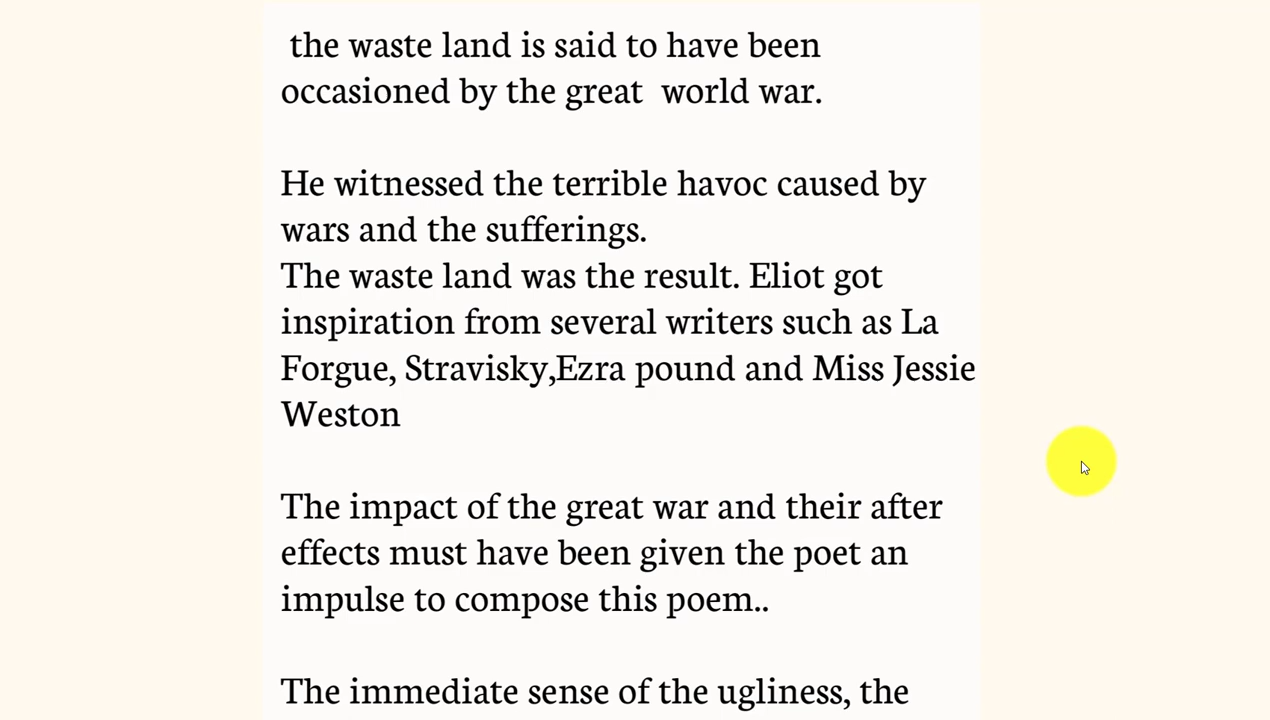 the waste land is said to have been
occasioned by the great  world war.
He witnessed the terrible havoc caused by
wars and the sufferings.
The waste land was the result. Eliot got
inspiration from several writers such as La
Forgue, Stravisky,Ezra pound and Miss Jessie
Weston
The impact of the great war and their after
effects must have been given the poet an
impulse to compose this poem..
The immediate sense of the ugliness, the